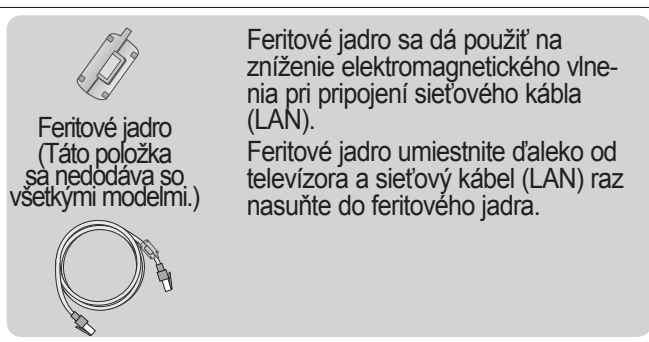 Feritové jadro
(Táto položka
sa nedodáva so
všetkými modelmi.)
Feritové jadro sa dá použiť na
zníženie elektromagnetického vlne-
nia pri pripojení sieťového kábla
(LAN).
Feritové jadro umiestnite ďaleko od
televízora a sieťový kábel (LAN) raz
nasuňte do feritového jadra.